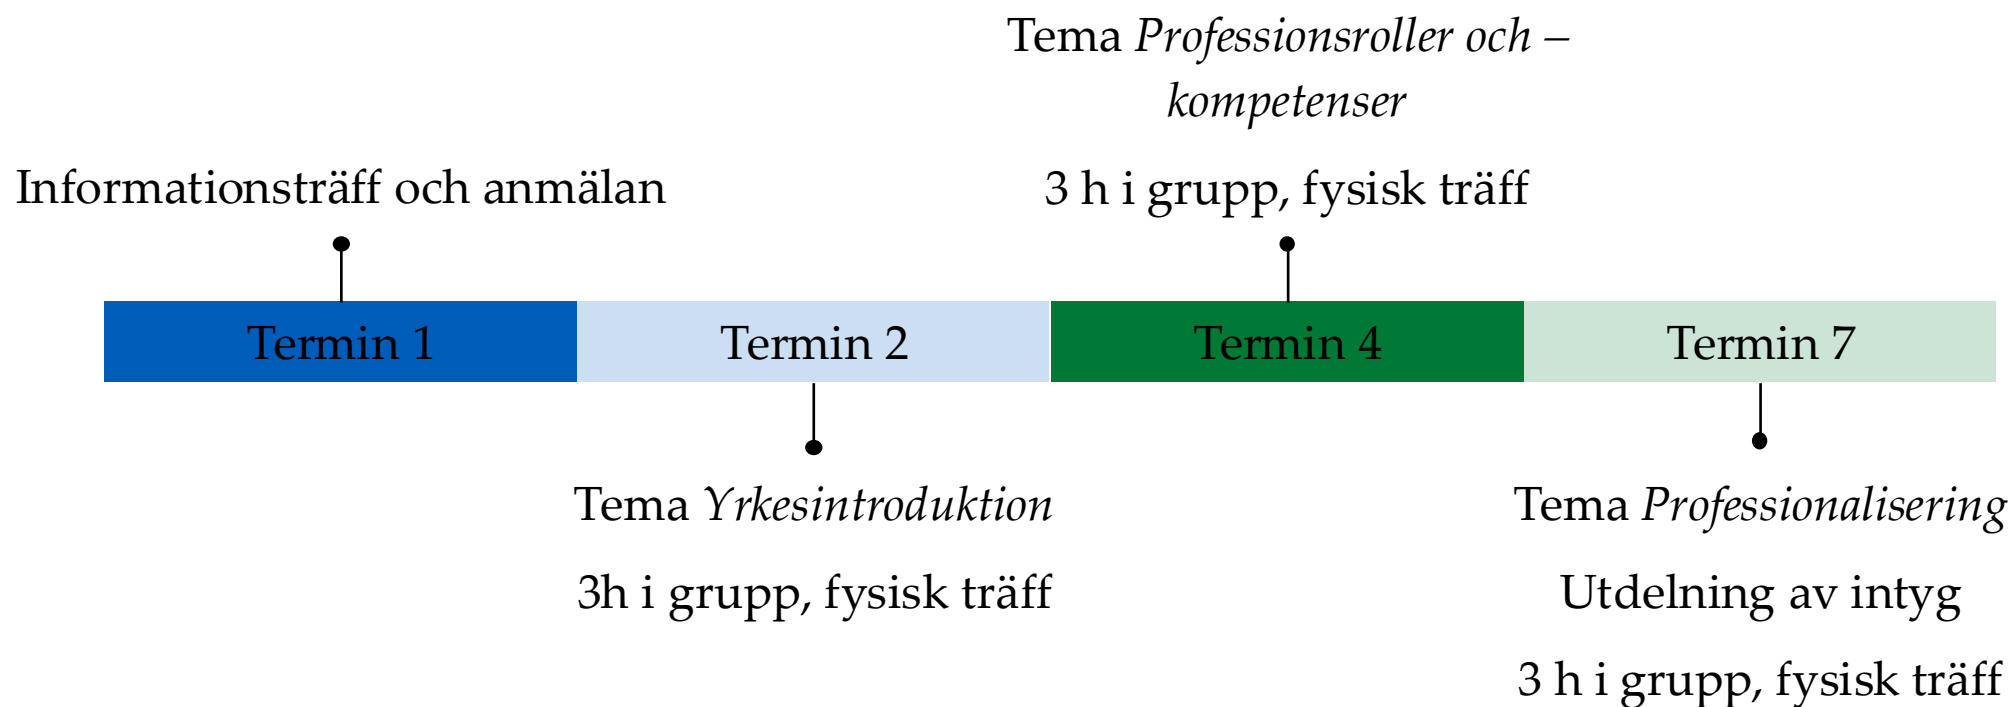 Tema Professionsroller och –
kompetenser
3 h i grupp, fysisk träff
Informationsträff och anmälan
Termin 1
Termin 2
Termin 4
Termin 7
Tema Yrkesintroduktion
3h i grupp, fysisk träff
Tema Professionalisering
Utdelning av intyg
3 h i grupp, fysisk träff